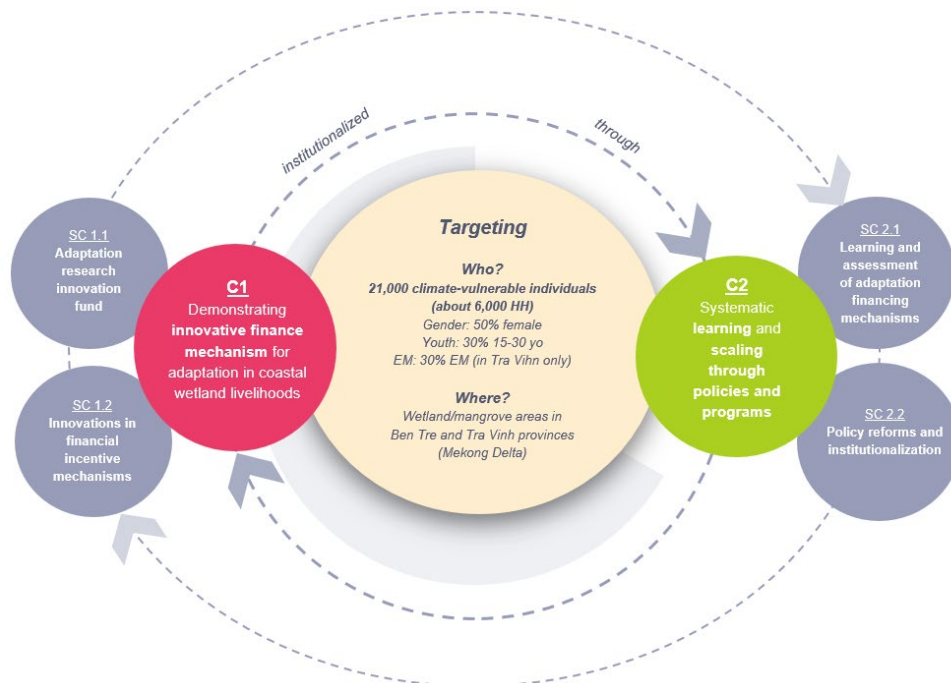 institutionalized
through
SC 1.1
Adaptation
research
innovation
fund
SC 1.2
Innovations in
financial
incentive
mechanisms
C1
Demonstrating
innovative finance
mechanism for
adaptation in coastal
wetland livelihoods
Targeting
Who?
21,000 climate-vulnerable individuals
(about 6,000 HH)
Gender: 50% female
Youth: 30% 15-30 yo
EM: 30% EM (in Tra Vihn only)
Where?
Wetland/mangrove areas in
Ben Tre and Tra Vinh provinces
(Mekong Delta)
C2
Systematic
learning and
scaling
through
policies and
programs
SC 2.1
Learning and
assessment
of adaptation
financing
mechanisms
SC 2.2
Policy reforms and
institutionalization